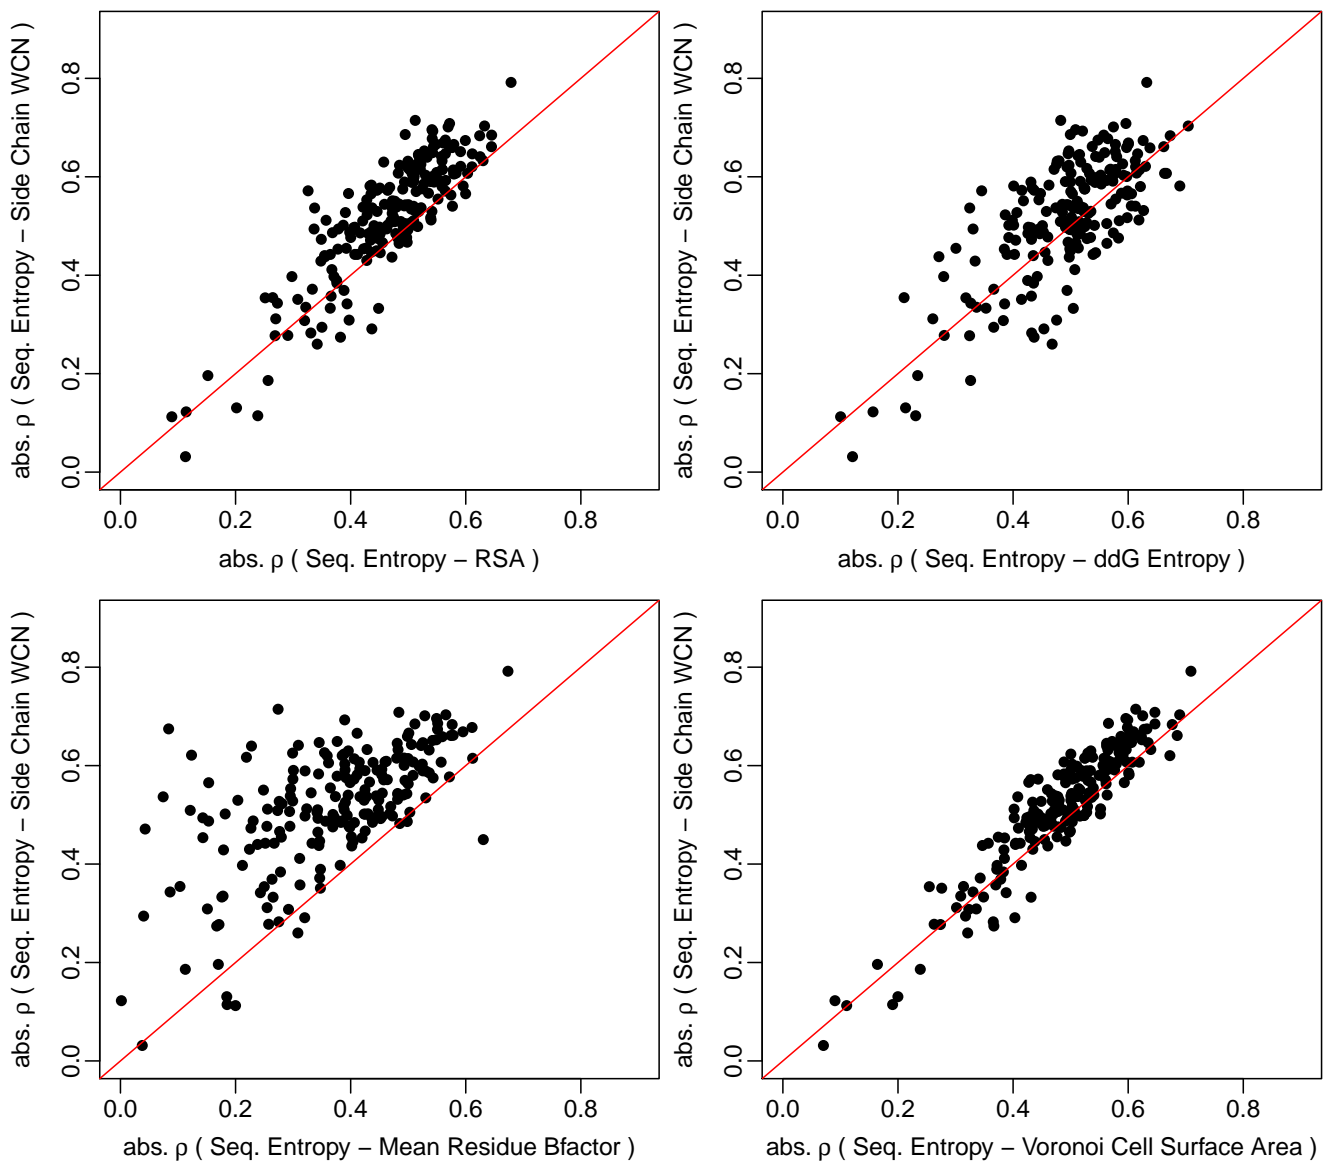 abs. ρ ( Seq. Entropy – Side Chain WCN )
0.0 0.2 0.4 0.6 0.8
0.0 0.2 0.4 0.6 0.8
abs. ρ ( Seq. Entropy – RSA )
abs. ρ ( Seq. Entropy – Side Chain WCN )
0.0 0.2 0.4 0.6 0.8
0.0 0.2 0.4 0.6 0.8
abs. ρ ( Seq. Entropy – ddG Entropy )
abs. ρ ( Seq. Entropy – Side Chain WCN )
0.0 0.2 0.4 0.6 0.8
0.0 0.2 0.4 0.6 0.8
abs. ρ ( Seq. Entropy – Mean Residue Bfactor )
abs. ρ ( Seq. Entropy – Side Chain WCN )
0.0 0.2 0.4 0.6 0.8
0.0 0.2 0.4 0.6 0.8
abs. ρ ( Seq. Entropy – Voronoi Cell Surface Area )